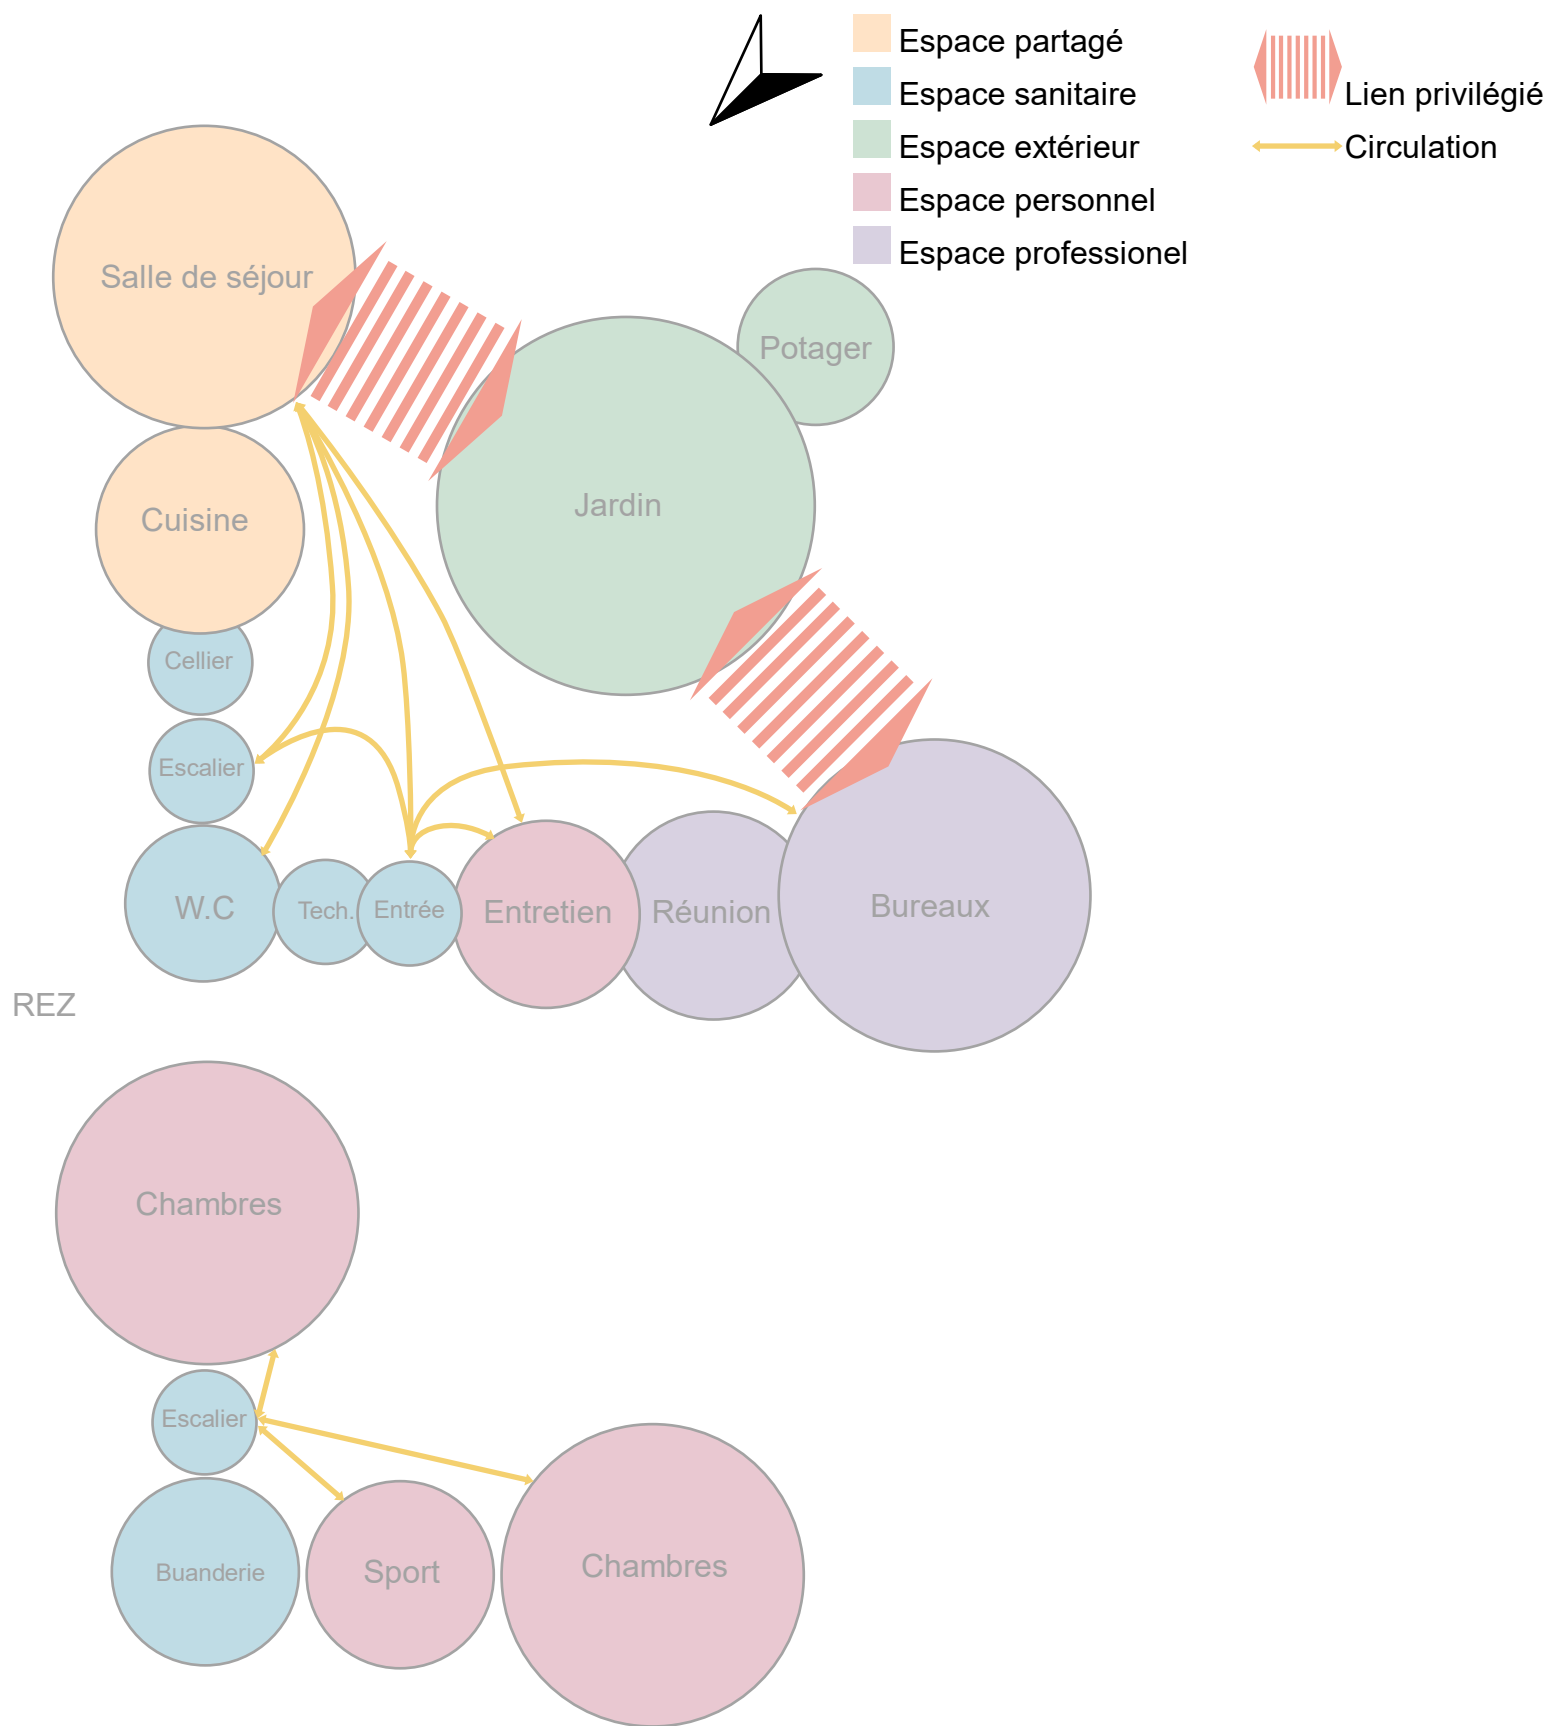 Espace partagé
Espace sanitaire
Lien privilégié
Espace extérieur
Circulation
Espace personnel
Espace professionel
Salle de séjour
Potager
Jardin
Cuisine
Cellier
Escalier
W.C
Tech.
Entrée
Entretien
Réunion
Bureaux
REZ
Chambres
Escalier
Buanderie
Sport
Chambres